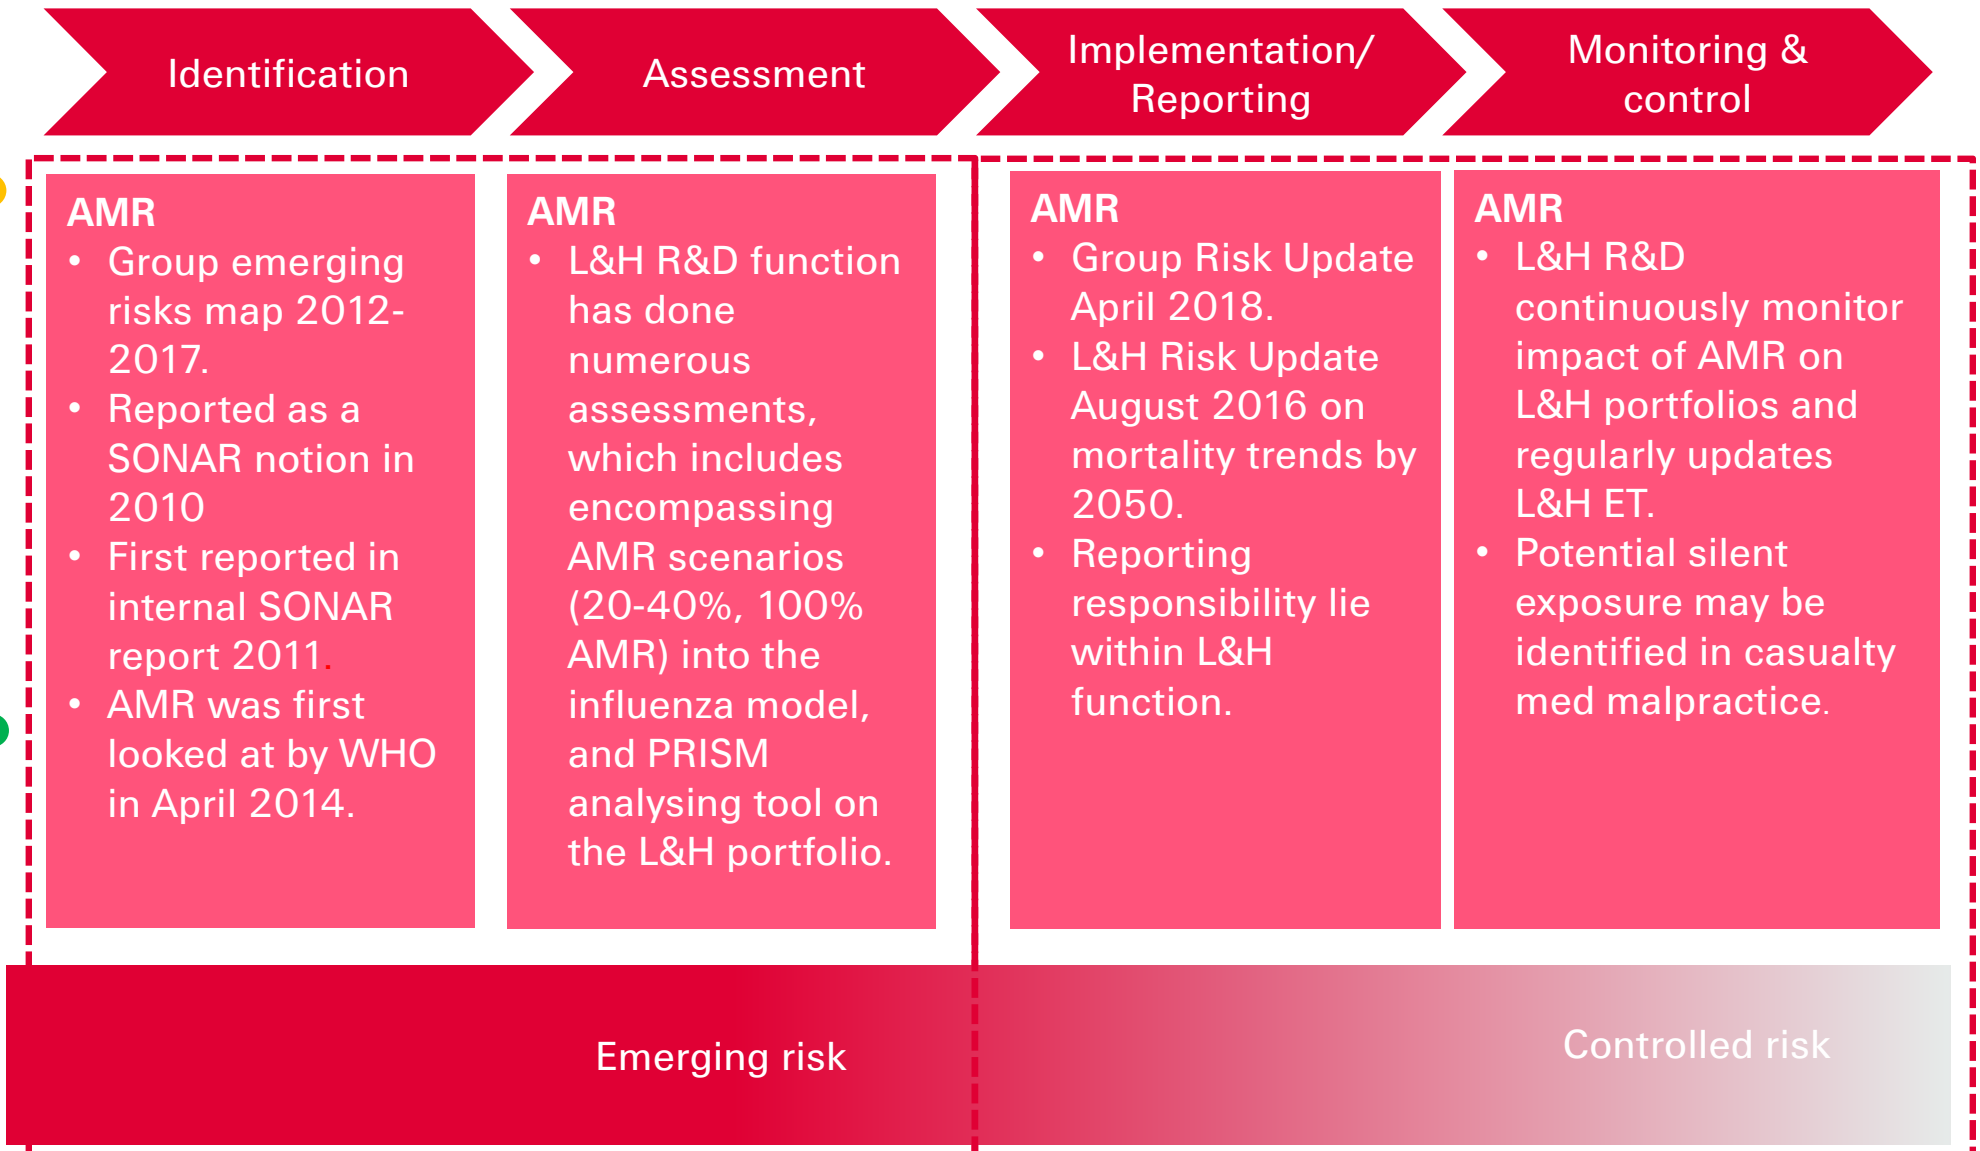 Identification
Assessment
Implementation/
Reporting
Monitoring &
control
AMR
• Group emerging
risks map 2012-
2017.
• Reported as a
SONAR notion in
2010
• First reported in
internal SONAR
report 2011.
• AMR was first
looked at by WHO
in April 2014.
AMR
• L&H R&D function
has done
numerous
assessments,
which includes
encompassing
AMR scenarios
(20-40%, 100%
AMR) into the
influenza model,
and PRISM
analysing tool on
the L&H portfolio.
AMR
• Group Risk Update
April 2018.
• L&H Risk Update
August 2016 on
mortality trends by
2050.
• Reporting
responsibility lie
within L&H
function.
AMR
• L&H R&D
continuously monitor
impact of AMR on
L&H portfolios and
regularly updates
L&H ET.
• Potential silent
exposure may be
identified in casualty
med malpractice.
Emerging risk
Controlled risk